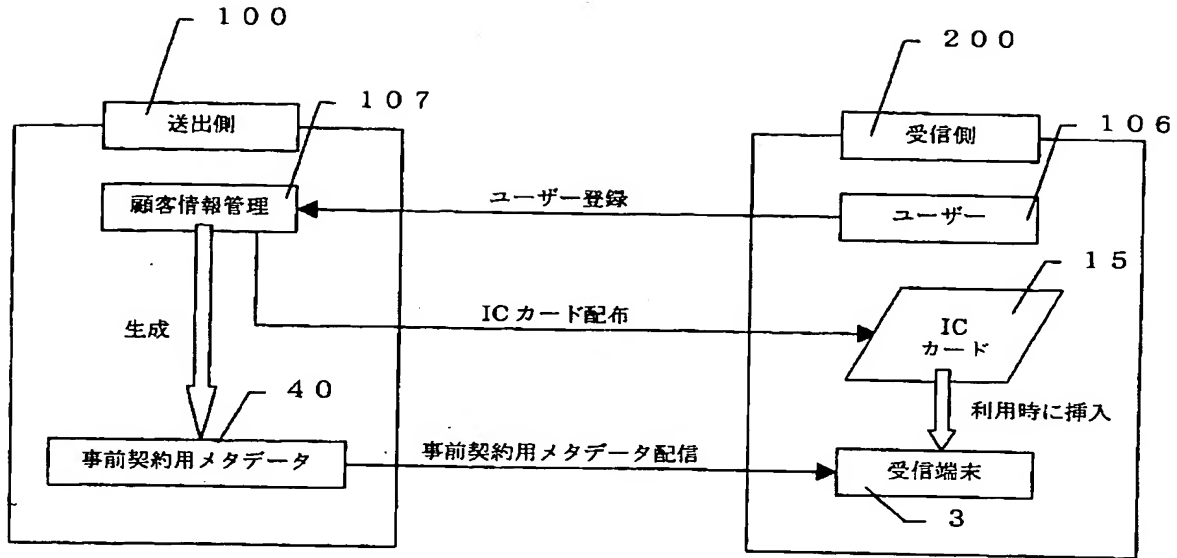 100
200
107
送出側
受信側
106
顧客情報管理
ユーザー登録
ユーザー
15
ICカード配布
IC
カード
生成
40
利用時に挿入
事前契約用メタデータ
事前契約用メタデータ配信
受信端末
3